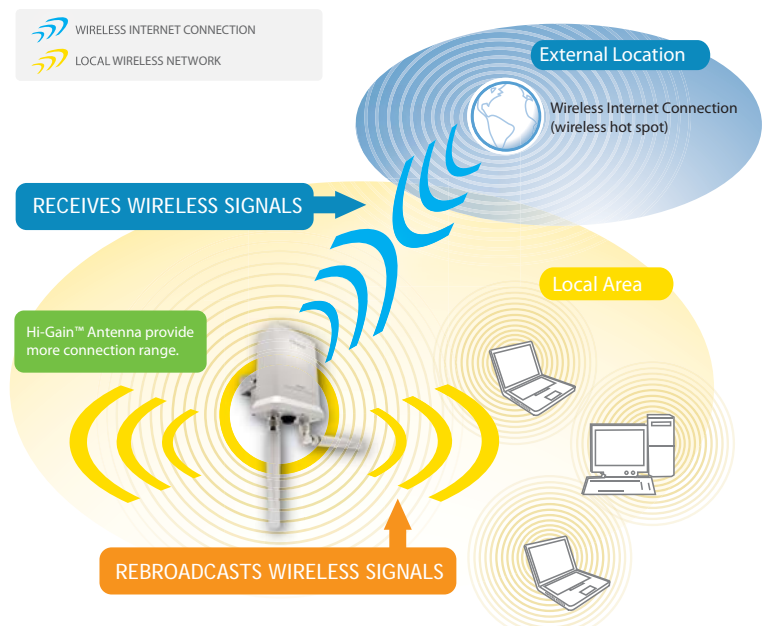 WIRELESS INTERNET CONNECTION
LOCAL WIRELESS NETWORK
External Location
Wireless Internet Connection
(wireless hot spot)
RECEIVES WIRELESS SIGNALS
Local Area
Hi-Gain™ Antenna provide
more connection range.
REBROADCASTS WIRELESS SIGNALS